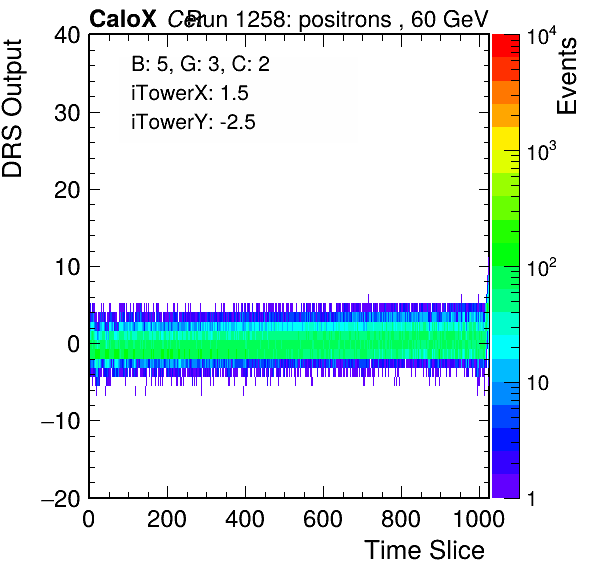 CaloX Cer Run 1258: positrons , 60 GeV
B: 5, G: 3, C: 2
iTowerX: 1.5
iTowerY: -2.5
DRS Output
40
30
20
10
0
−10
−20
0 200 400 600 800 1000
Time Slice
Events
10^4
10^3
10^2
10
1